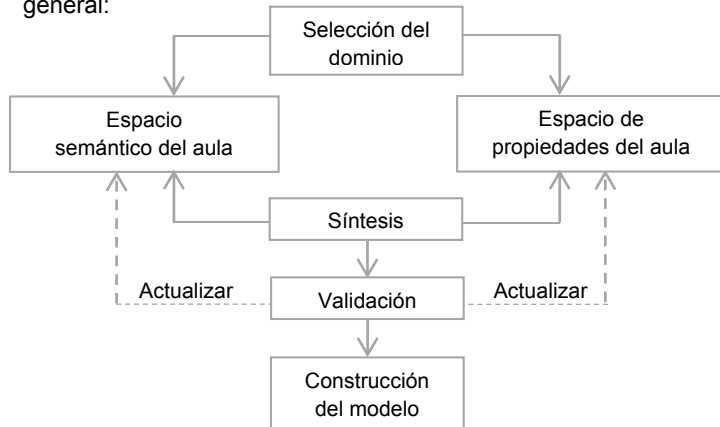 general:
Selección del
dominio
Espacio
semántico del aula
Espacio de
propiedades del aula
Síntesis
Actualizar
Validación
Actualizar
Construcción
del modelo